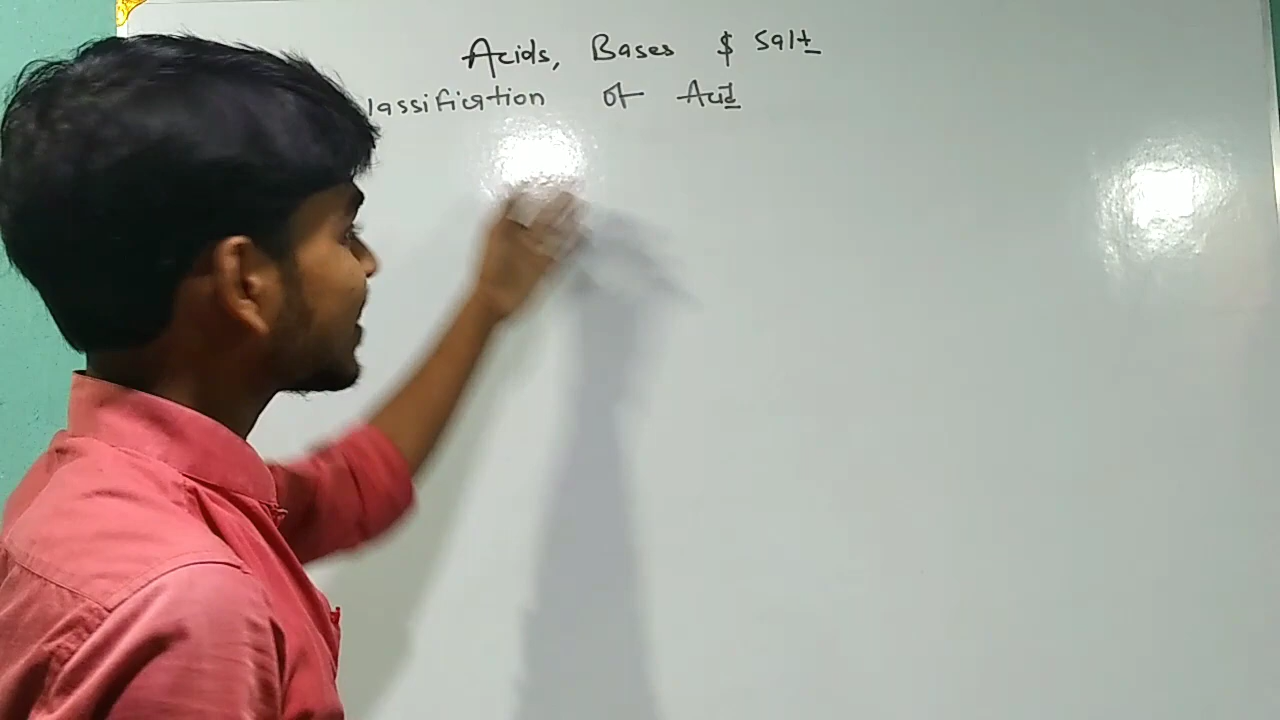 Acids, Bases $ Salt
lassification of Acid